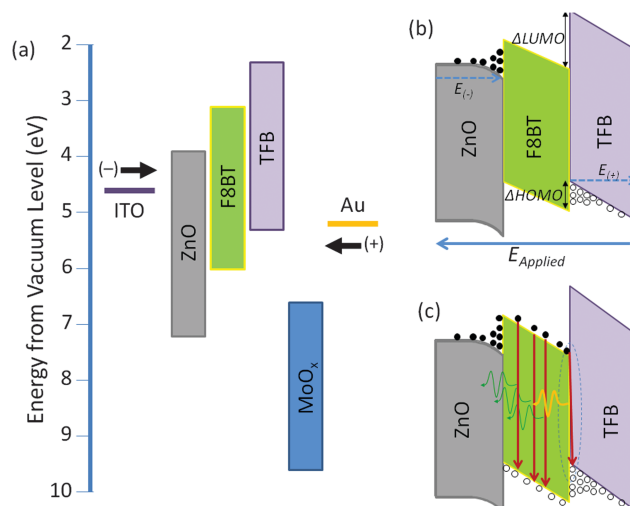 (a)
Energy from Vacuum Level (eV)
2
3
4
5
6
7
8
9
10
(−)
ITO
ZnO
F8BT
TFB
Au
(+)
MoOx
(b)
ΔLUMO
E(-)
ZnO
F8BT
TFB
E(+)
ΔHOMO
EApplied
(c)
ZnO
F8BT
TFB